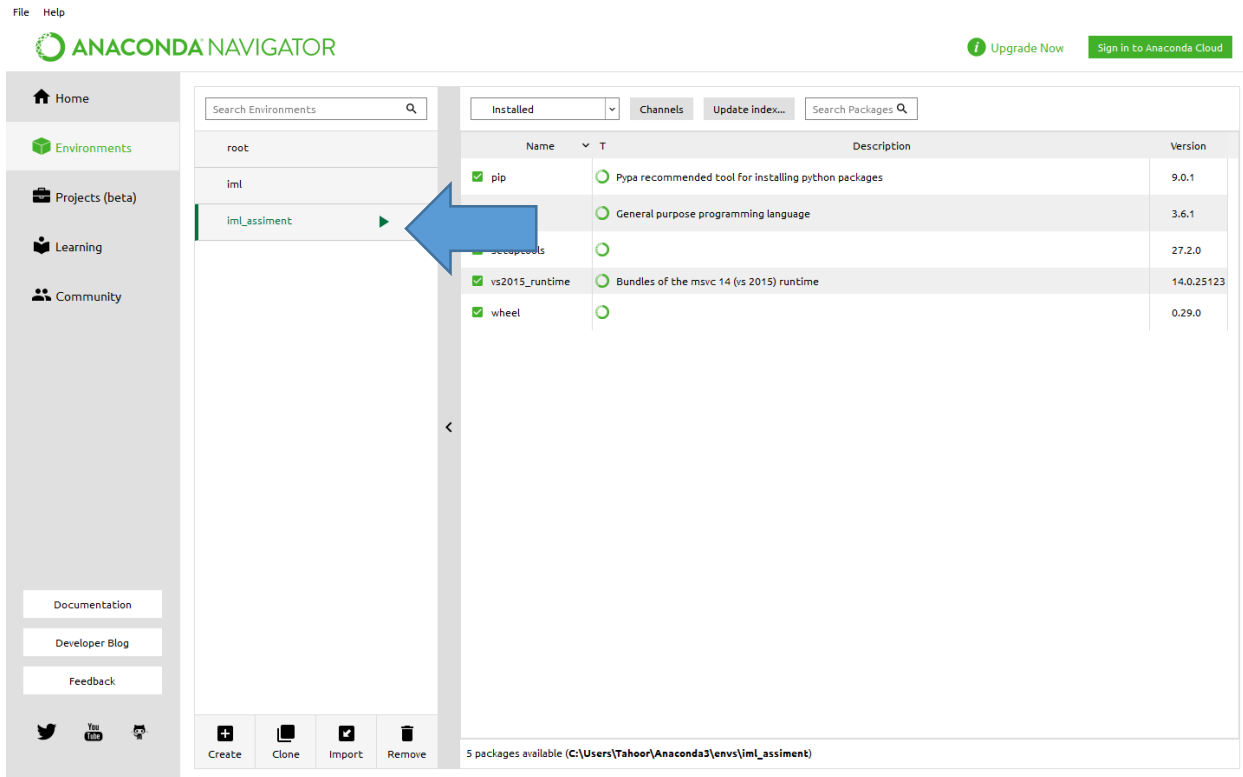 File Help
ANACONDA NAVIGATOR
Upgrade Now
Sign in to Anaconda Cloud
Home
Environments
Projects (beta)
Learning
Community
Documentation
Developer Blog
Feedback
You Tube
Search Environments
root
iml
iml_assiment
Create Clone Import Remove
Installed Channels Update index... Search Packages
Name T Description Version
pip Pypa recommended tool for installing python packages 9.0.1
General purpose programming language 3.6.1
setuptools 27.2.0
vs2015_runtime Bundles of the msvc 14 (vs 2015) runtime 14.0.25123
wheel 0.29.0
5 packages available (C:\Users\Tahoor\Anaconda3\envs\iml_assiment)